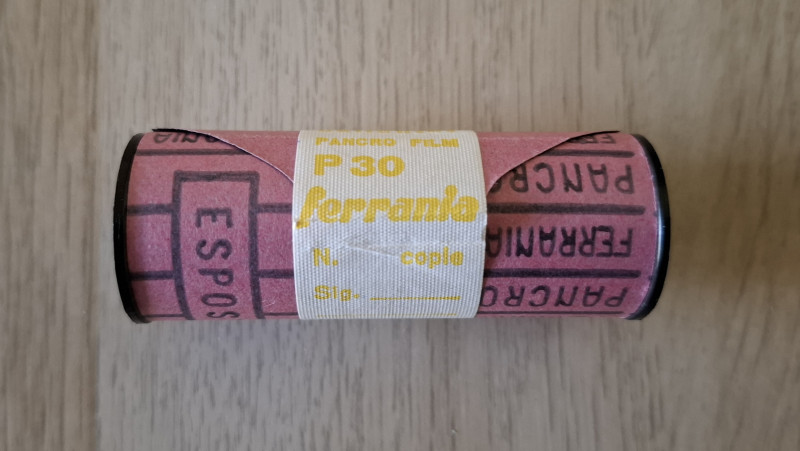 PANCRO FILM
P 30
ferrania
N. copie
Sig.
ESPOS
PANCRO
FERRANIA
PANCRO